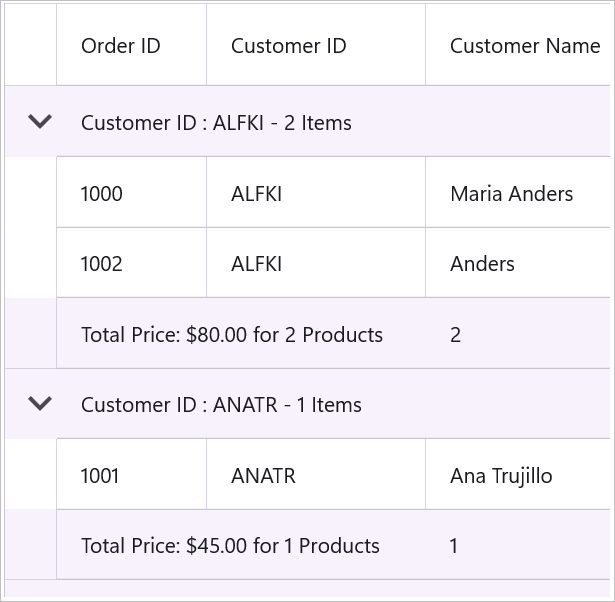 Order ID Customer ID Customer Name
Customer ID : ALFKI - 2 Items
1000 ALFKI Maria Anders
1002 ALFKI Anders
Total Price: $80.00 for 2 Products 2
Customer ID : ANATR - 1 Items
1001 ANATR Ana Trujillo
Total Price: $45.00 for 1 Products 1